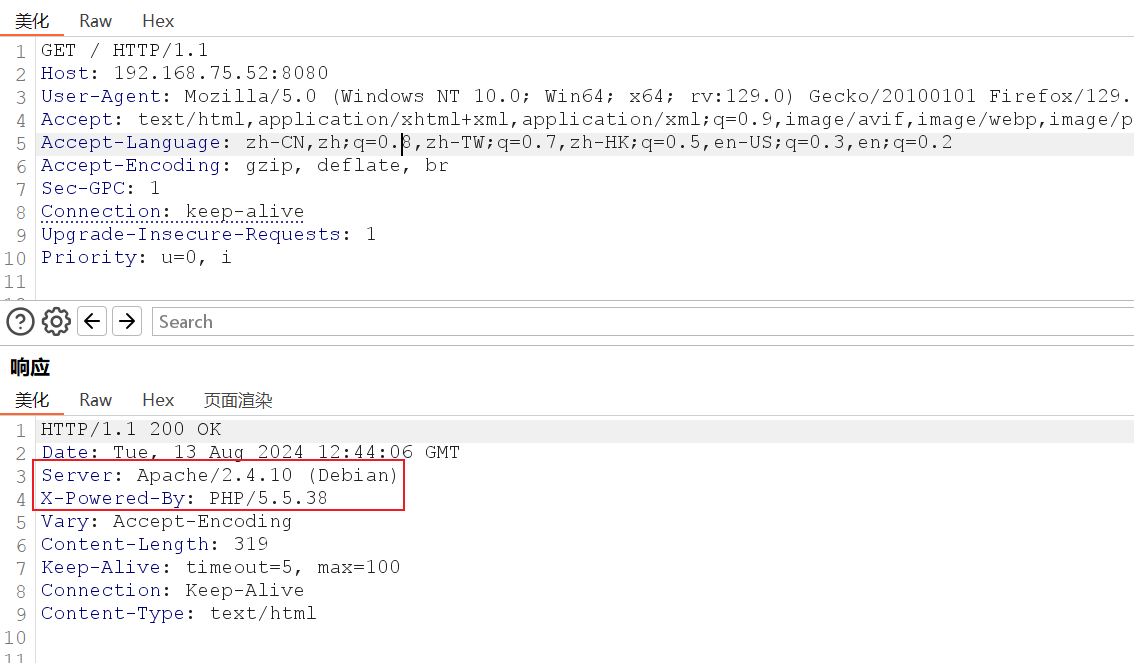 美化 Raw Hex
1 GET / HTTP/1.1
2 Host: 192.168.75.52:8080
3 User-Agent: Mozilla/5.0 (Windows NT 10.0; Win64; x64; rv:129.0) Gecko/20100101 Firefox/129.
4 Accept: text/html,application/xhtml+xml,application/xml;q=0.9,image/avif,image/webp,image/p
5 Accept-Language: zh-CN,zh;q=0.8,zh-TW;q=0.7,zh-HK;q=0.5,en-US;q=0.3,en;q=0.2
6 Accept-Encoding: gzip, deflate, br
7 Sec-GPC: 1
8 Connection: keep-alive
9 Upgrade-Insecure-Requests: 1
10 Priority: u=0, i
11
Search
响应
美化 Raw Hex 页面渲染
1 HTTP/1.1 200 OK
2 Date: Tue, 13 Aug 2024 12:44:06 GMT
3 Server: Apache/2.4.10 (Debian)
4 X-Powered-By: PHP/5.5.38
5 Vary: Accept-Encoding
6 Content-Length: 319
7 Keep-Alive: timeout=5, max=100
8 Connection: Keep-Alive
9 Content-Type: text/html
10
11